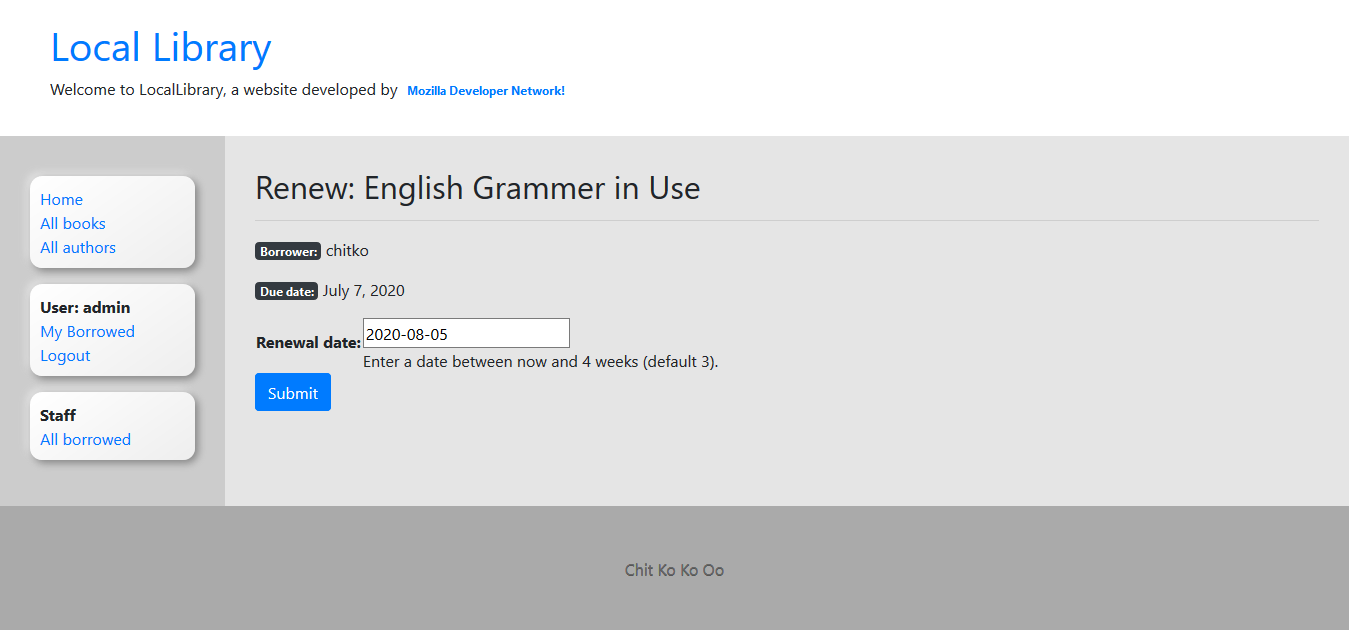 Local Library
Welcome to LocalLibrary, a website developed by Mozilla Developer Network!
Home
All books
All authors
User: admin
My Borrowed
Logout
Staff
All borrowed
Renew: English Grammer in Use
Borrower: chitko
Due date: July 7, 2020
Renewal date: 2020-08-05
Enter a date between now and 4 weeks (default 3).
Submit
Chit Ko Ko Oo